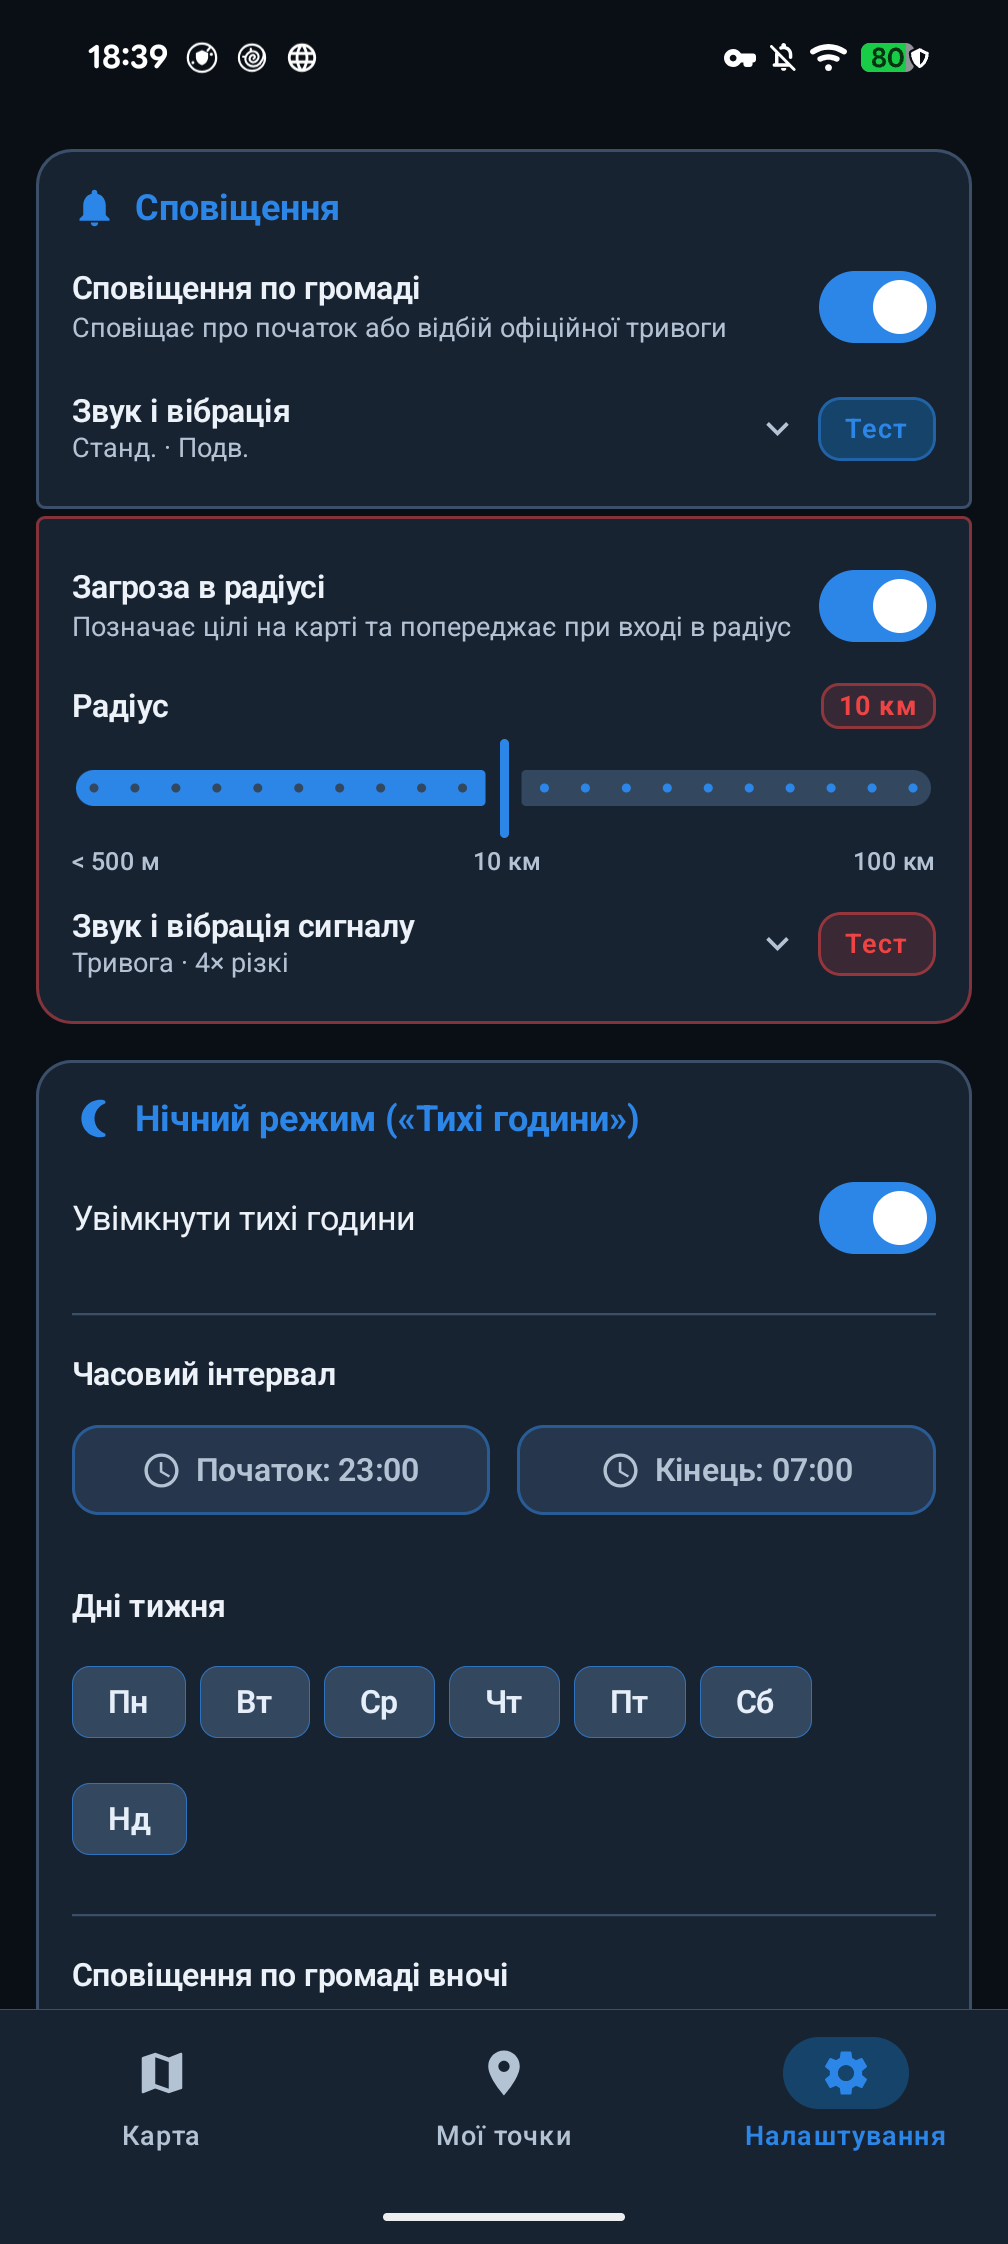 18:39
80
Сповіщення
Сповіщення по громаді
Сповіщає про початок або відбій офіційної тривоги
Звук і вібрація
Станд. · Подв.
Тест
Загроза в радіусі
Позначає цілі на карті та попереджає при вході в радіус
Радіус
10 км
< 500 м
10 км
100 км
Звук і вібрація сигналу
Тривога · 4× різкі
Тест
Нічний режим («Тихі години»)
Увімкнути тихі години
Часовий інтервал
Початок: 23:00
Кінець: 07:00
Дні тижня
Пн
Вт
Ср
Чт
Пт
Сб
Нд
Сповіщення по громаді вночі
Карта
Мої точки
Налаштування